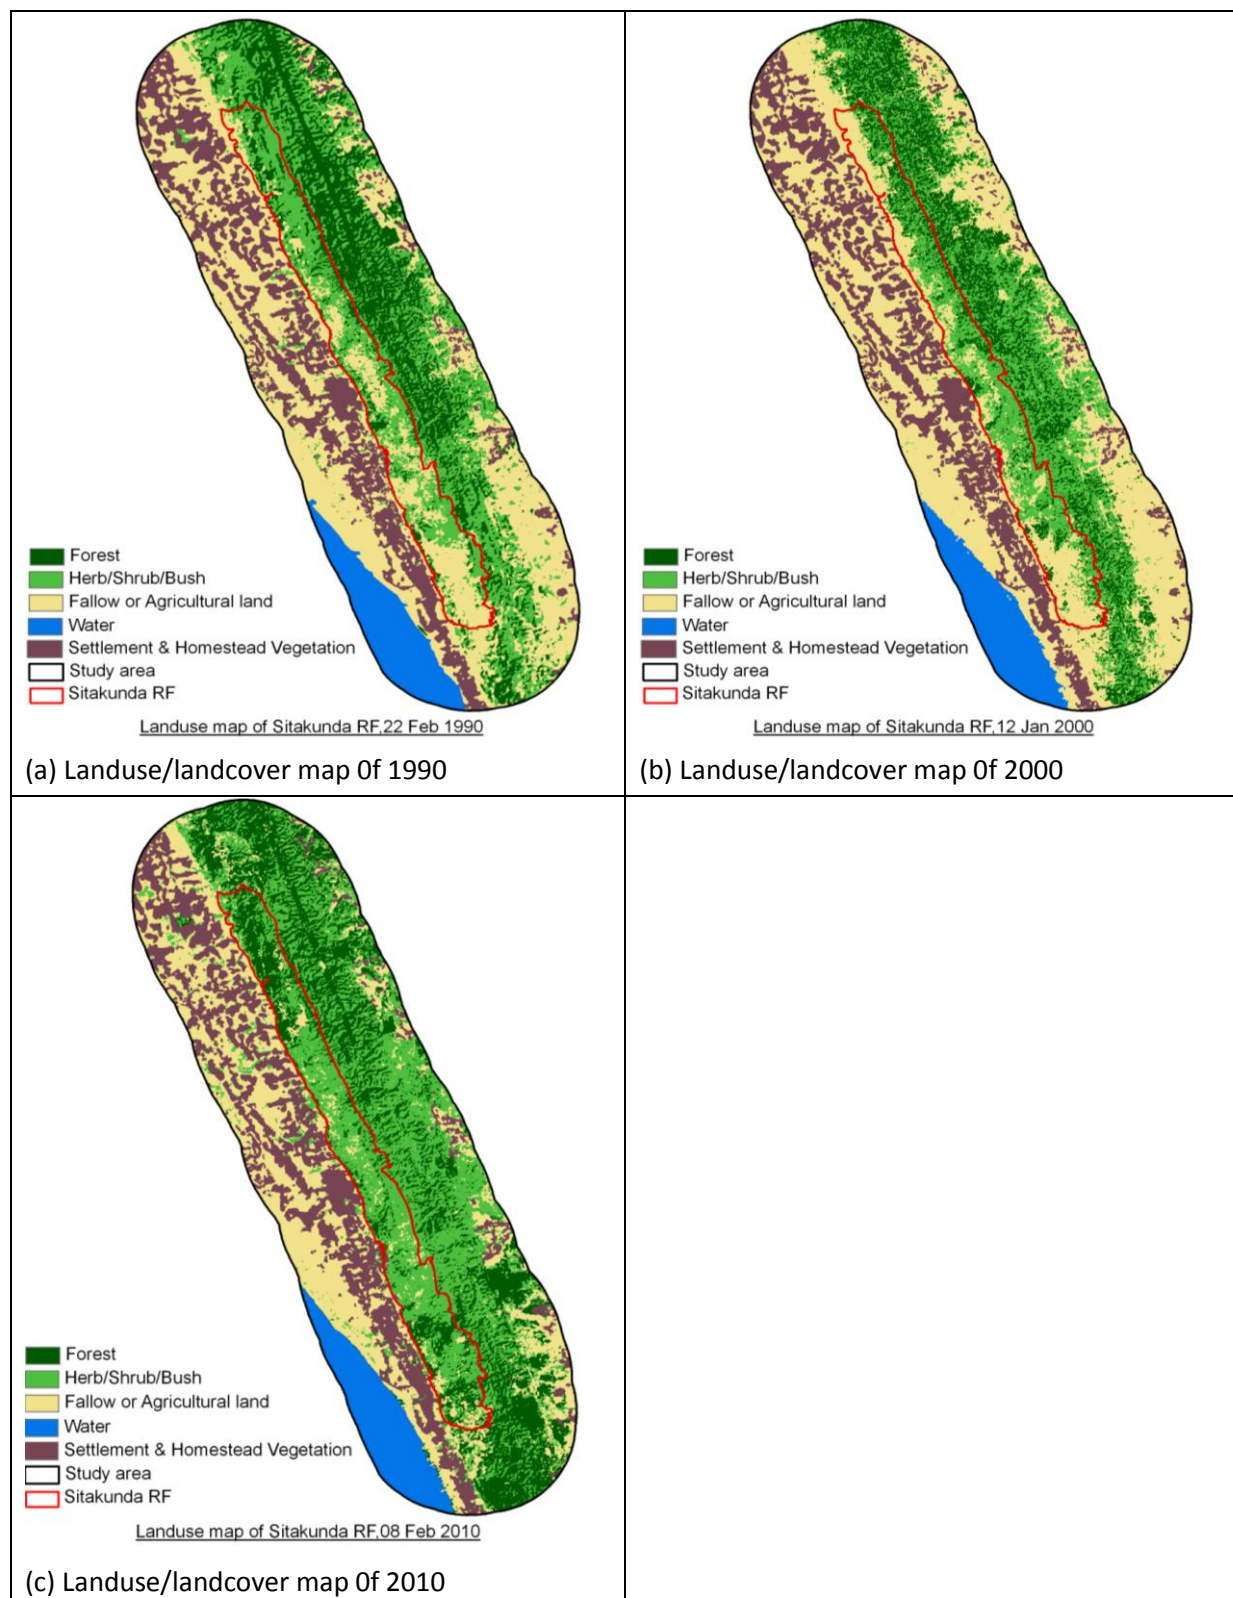 Forest
Herb/Shrub/Bush
Fallow or Agricultural land
Water
Settlement & Homestead Vegetation
Study area
Sitakunda RF
Landuse map of Sitakunda RF,22 Feb 1990
(a) Landuse/landcover map 0f 1990
Forest
Herb/Shrub/Bush
Fallow or Agricultural land
Water
Settlement & Homestead Vegetation
Study area
Sitakunda RF
Landuse map of Sitakunda RF,12 Jan 2000
(b) Landuse/landcover map 0f 2000
Forest
Herb/Shrub/Bush
Fallow or Agricultural land
Water
Settlement & Homestead Vegetation
Study area
Sitakunda RF
Landuse map of Sitakunda RF,08 Feb 2010
(c) Landuse/landcover map 0f 2010